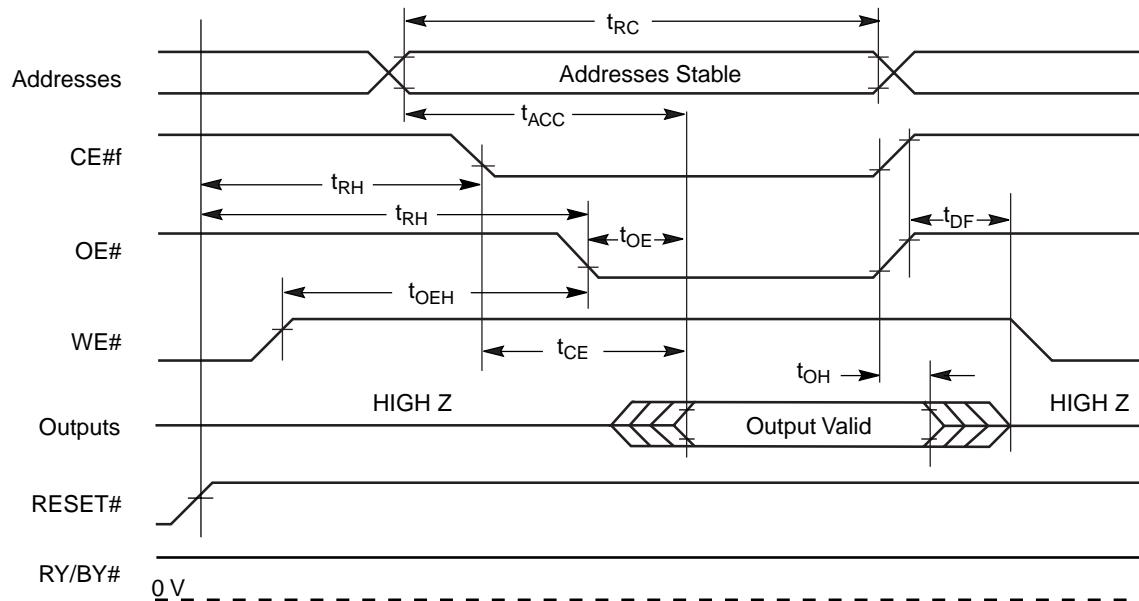 tRC
Addresses
Addresses Stable
tACC
CE#f
tRH
tRH
tDF
OE#
tOE
tOEH
WE#
tCE
tOH
HIGH Z
HIGH Z
Outputs
Output Valid
RESET#
RY/BY#
0 V